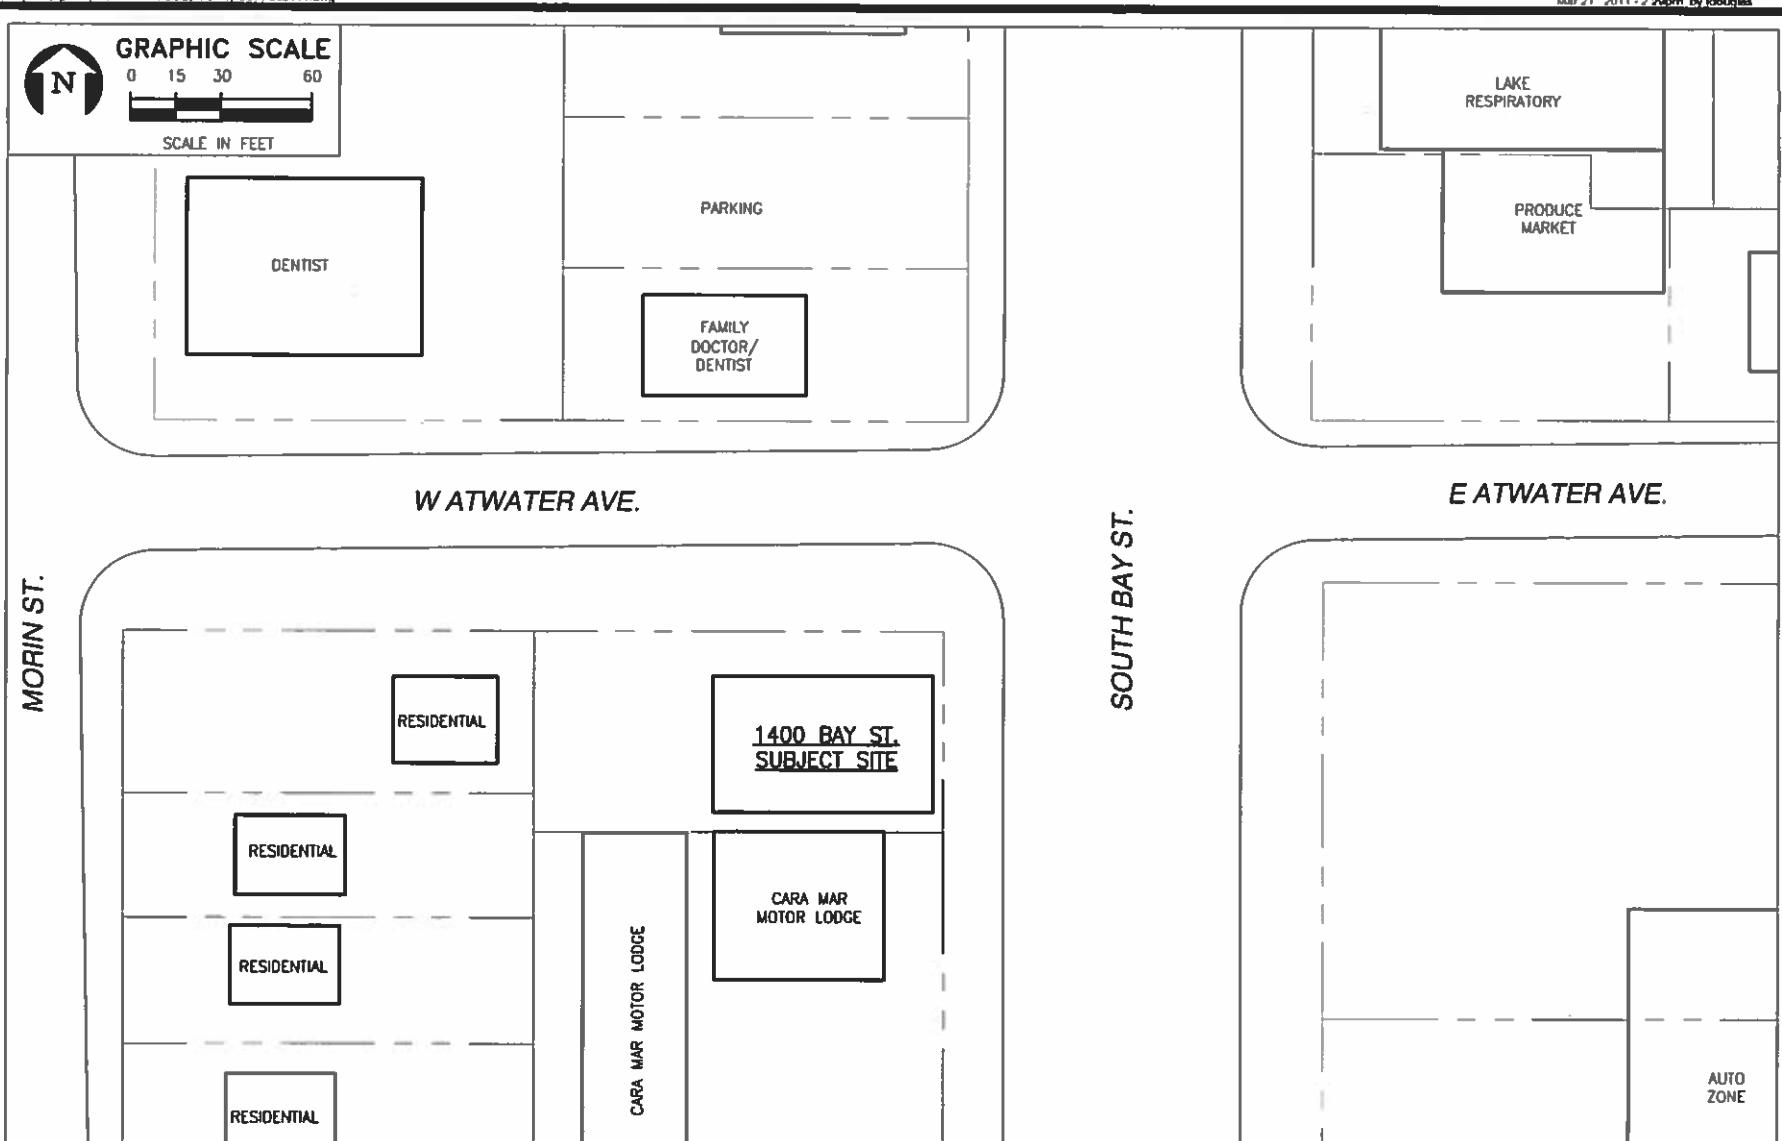 GRAPHIC SCALE
0 15 30 60
N
SCALE IN FEET
LAKE
RESPIRATORY
PARKING
PRODUCE
MARKET
DENTIST
FAMILY
DOCTOR/
DENTIST
W ATWATER AVE.
E ATWATER AVE.
MORIN ST.
SOUTH BAY ST.
RESIDENTIAL
1400 BAY ST.
SUBJECT SITE
RESIDENTIAL
CARA MAR
MOTOR LODGE
RESIDENTIAL
CARA MAR MOTOR LODGE
AUTO
ZONE
RESIDENTIAL